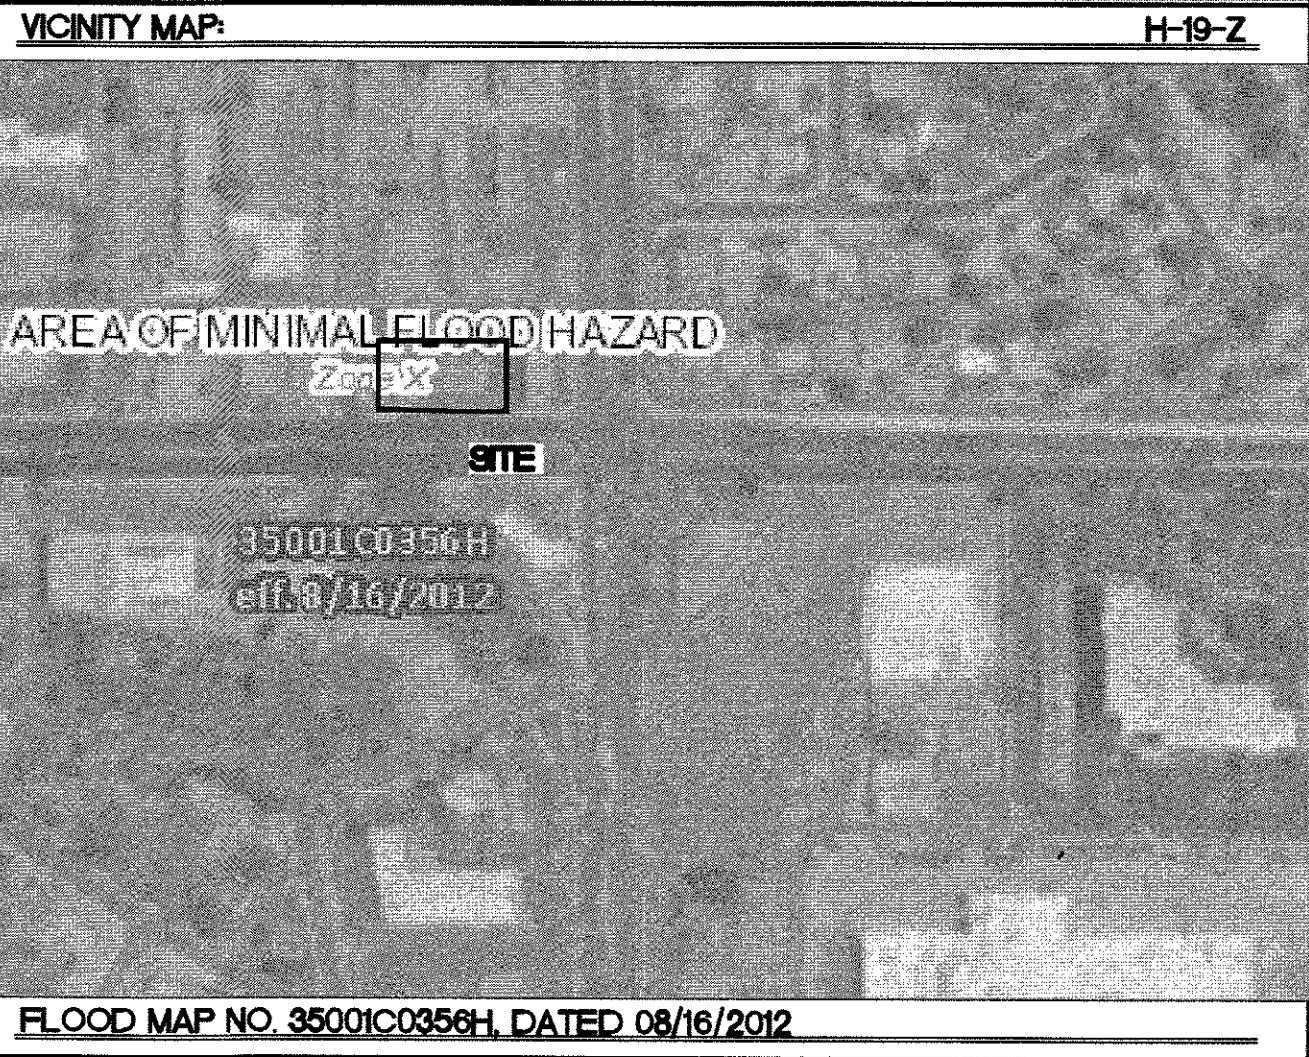 VICINITY MAP: H-19-Z
AREA OF MINIMAL FLOOD HAZARD
Zone X
SITE
35001C0356H
eff. 8/16/2012
FLOOD MAP NO. 35001C0356H, DATED 08/16/2012